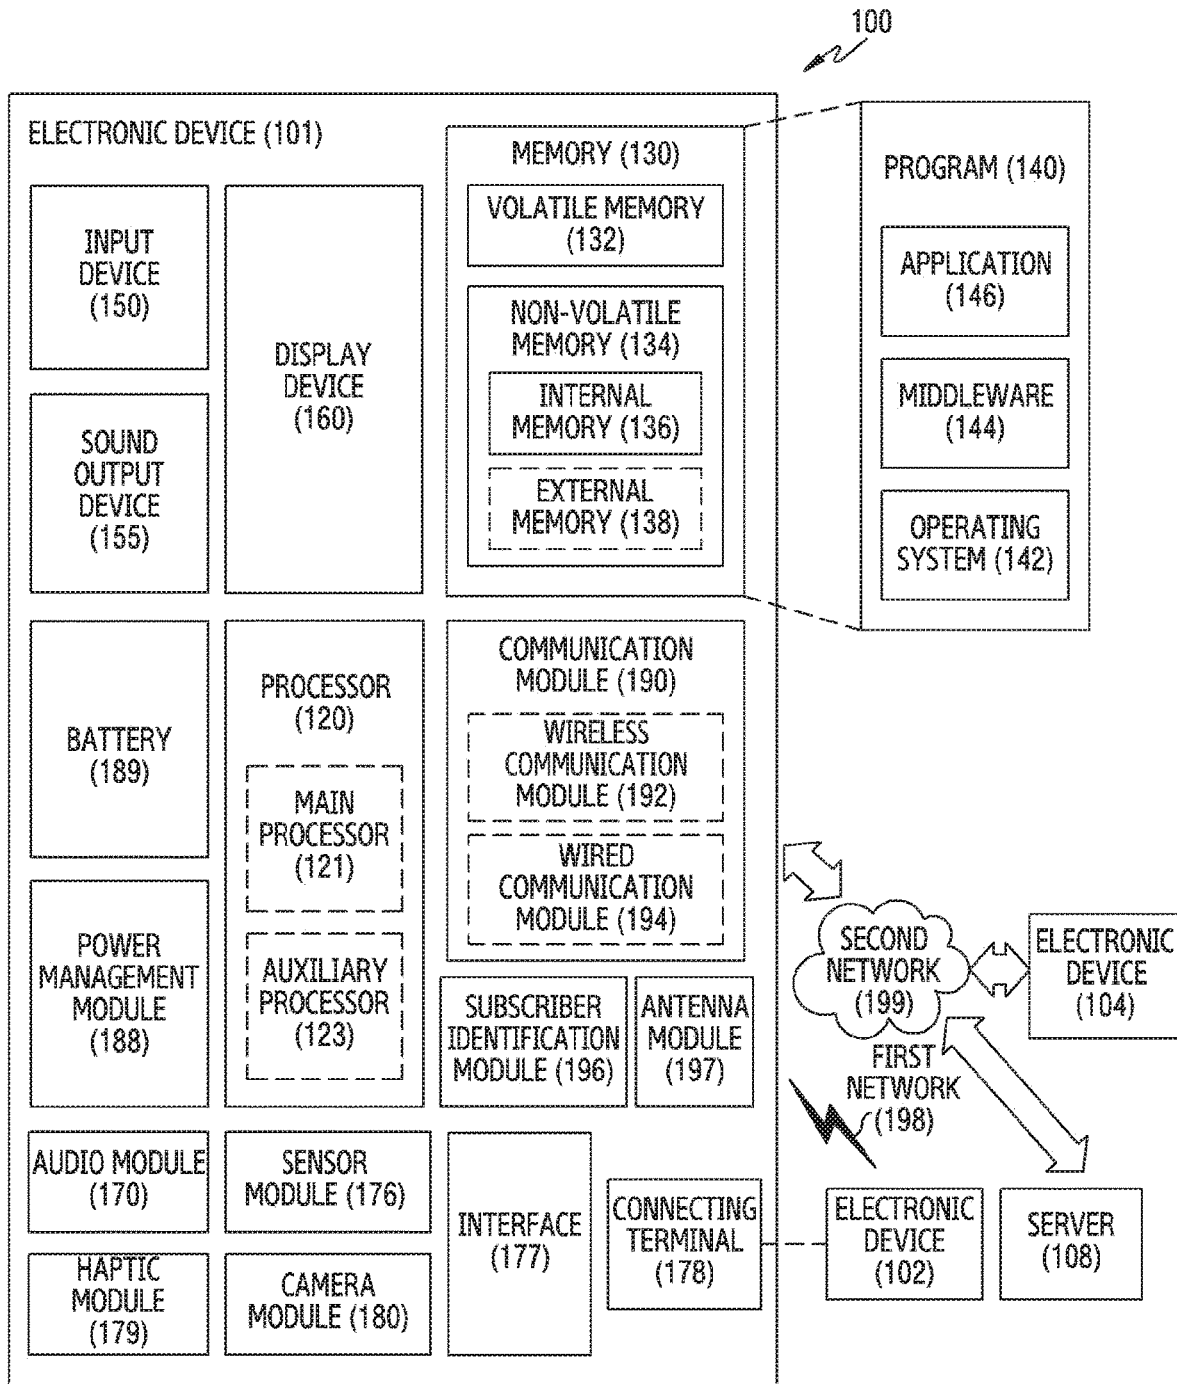 100
ELECTRONIC DEVICE (101)
INPUT
DEVICE
(150)
SOUND
OUTPUT
DEVICE
(155)
DISPLAY
DEVICE
(160)
MEMORY (130)
VOLATILE MEMORY
(132)
NON-VOLATILE
MEMORY (134)
INTERNAL
MEMORY (136)
EXTERNAL
MEMORY (138)
PROGRAM (140)
APPLICATION
(146)
MIDDLEWARE
(144)
OPERATING
SYSTEM (142)
BATTERY
(189)
POWER
MANAGEMENT
MODULE
(188)
PROCESSOR
(120)
MAIN
PROCESSOR
(121)
AUXILIARY
PROCESSOR
(123)
COMMUNICATION
MODULE (190)
WIRELESS
COMMUNICATION
MODULE (192)
WIRED
COMMUNICATION
MODULE (194)
SUBSCRIBER
IDENTIFICATION
MODULE (196)
ANTENNA
MODULE
(197)
SECOND
NETWORK
(199)
ELECTRONIC
DEVICE
(104)
FIRST
NETWORK
(198)
AUDIO MODULE
(170)
SENSOR
MODULE (176)
INTERFACE
(177)
CONNECTING
TERMINAL
(178)
ELECTRONIC
DEVICE
(102)
SERVER
(108)
HAPTIC
MODULE
(179)
CAMERA
MODULE (180)